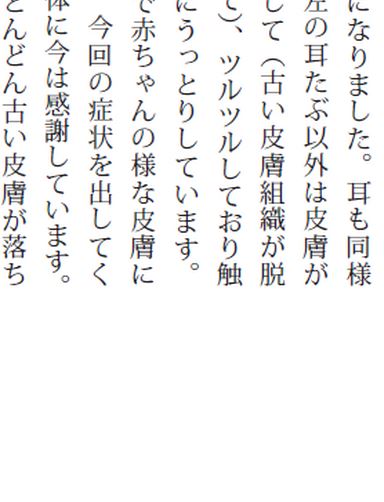 になりました。耳も同様
左の耳たぶ以外は皮膚が
して（古い皮膚組織が脱
て）、ツルツルしており触
にうっとりしています。
で赤ちゃんの様な皮膚に
今回の症状を出してく
体に今は感謝しています。
どんどん古い皮膚が落ち